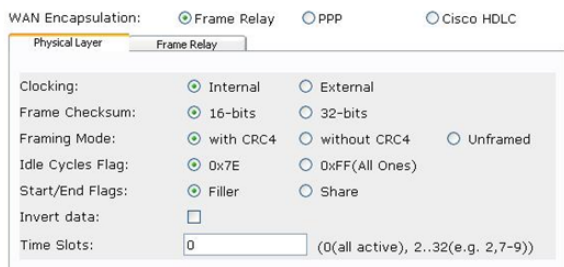 WAN Encapsulation: Frame Relay PPP Cisco HDLC
Physical Layer Frame Relay
Clocking: Internal External
Frame Checksum: 16-bits 32-bits
Framing Mode: with CRC4 without CRC4 Unframed
Idle Cycles Flag: 0x7E 0xFF(All Ones)
Start/End Flags: Filler Share
Invert data:
Time Slots: 0 (0(all active), 2..32(e.g. 2,7-9))